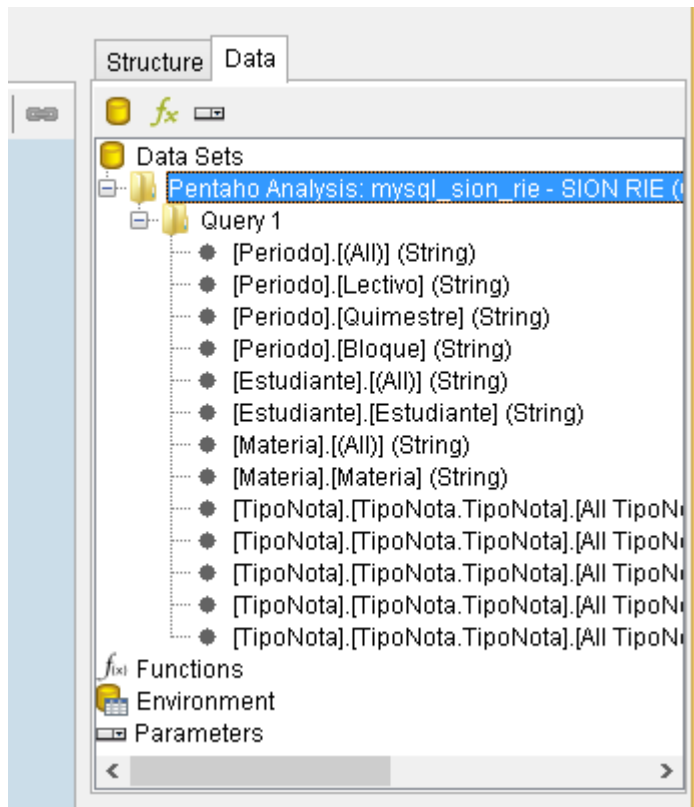 Structure Data
fx
Data Sets
Pentaho Analysis: mysql_sion_rie - SION RIE (
Query 1
[Periodo].[(All)] (String)
[Periodo].[Lectivo] (String)
[Periodo].[Quimestre] (String)
[Periodo].[Bloque] (String)
[Estudiante].[(All)] (String)
[Estudiante].[Estudiante] (String)
[Materia].[(All)] (String)
[Materia].[Materia] (String)
[TipoNota].[TipoNota.TipoNota].[All TipoN
[TipoNota].[TipoNota.TipoNota].[All TipoN
[TipoNota].[TipoNota.TipoNota].[All TipoN
[TipoNota].[TipoNota.TipoNota].[All TipoN
[TipoNota].[TipoNota.TipoNota].[All TipoN
f(x) Functions
Environment
Parameters